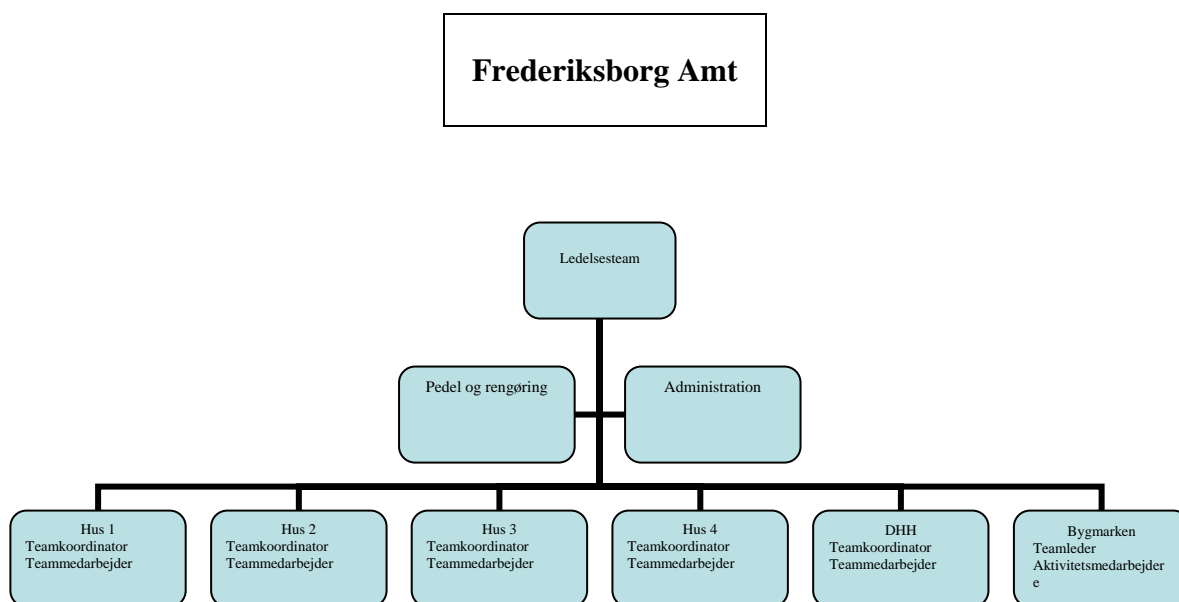 Frederiksborg Amt
Ledelsesteam
Pedel og rengøring
Administration
Hus 1
Teamkoordinator
Teammedarbejder
Hus 2
Teamkoordinator
Teammedarbejder
Hus 3
Teamkoordinator
Teammedarbejder
Hus 4
Teamkoordinator
Teammedarbejder
DHH
Teamkoordinator
Teammedarbejder
Bygmarken
Teamleder
Aktivitetsmedarbejder
e